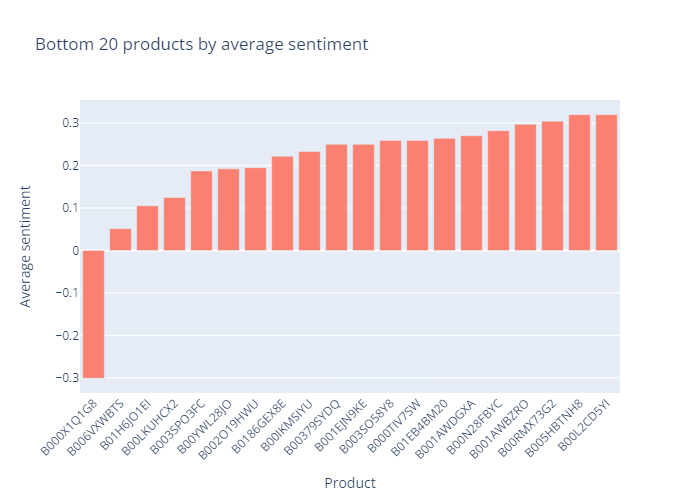 Bottom 20 products by average sentiment
Average sentiment
0.3
0.2
0.1
0
−0.1
−0.2
−0.3
B000X1Q1G8
B006VXWBTS
B01H6JO1EI
B00LKUHCX2
B003SPO3FC
B00YWL28JO
B002O19HWU
B0186GEX8E
B00IKMSIYU
B00379SYDQ
B001EJN9KE
B003SO58Y8
B000TIV7SW
B01EB4BM20
B001AWDGXA
B00N28FBYC
B001AWBZRO
B00RMX73G2
B005HBTNH8
B00L2CD5YI
Product